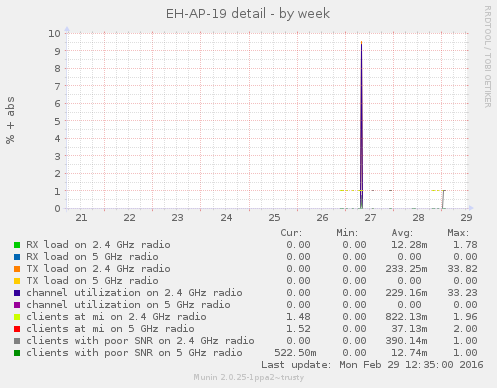 EH-AP-19 detail - by week
RRDTOOL / TOBI OETIKER
% + abs
10
9
8
7
6
5
4
3
2
1
0
21 22 23 24 25 26 27 28 29
Cur: Min: Avg: Max:
RX load on 2.4 GHz radio 0.00 0.00 12.28m 1.78
RX load on 5 GHz radio 0.00 0.00 0.00 0.00
TX load on 2.4 GHz radio 0.00 0.00 233.25m 33.82
TX load on 5 GHz radio 0.00 0.00 0.00 0.00
channel utilization on 2.4 GHz radio 0.00 0.00 229.16m 33.23
channel utilization on 5 GHz radio 0.00 0.00 0.00 0.00
clients at mi on 2.4 GHz radio 1.48 0.00 822.13m 1.96
clients at mi on 5 GHz radio 1.52 0.00 37.13m 2.00
clients with poor SNR on 2.4 GHz radio 0.00 0.00 390.14m 1.00
clients with poor SNR on 5 GHz radio 522.50m 0.00 12.74m 1.00
Last update: Mon Feb 29 12:35:00 2016
Munin 2.0.25-1ppa2~trusty